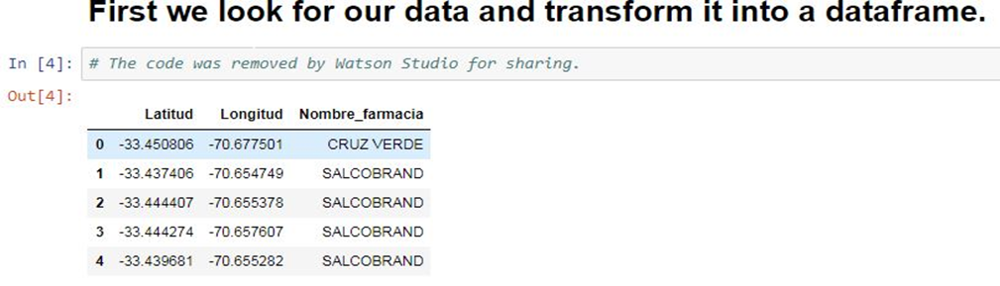 First we look for our data and transform it into a dataframe.
In [4]: # The code was removed by Watson Studio for sharing.
Out[4]:
Latitud Longitud Nombre_farmacia
0 -33.450806 -70.677501 CRUZ VERDE
1 -33.437406 -70.654749 SALCOBRAND
2 -33.444407 -70.655378 SALCOBRAND
3 -33.444274 -70.657607 SALCOBRAND
4 -33.439681 -70.655282 SALCOBRAND